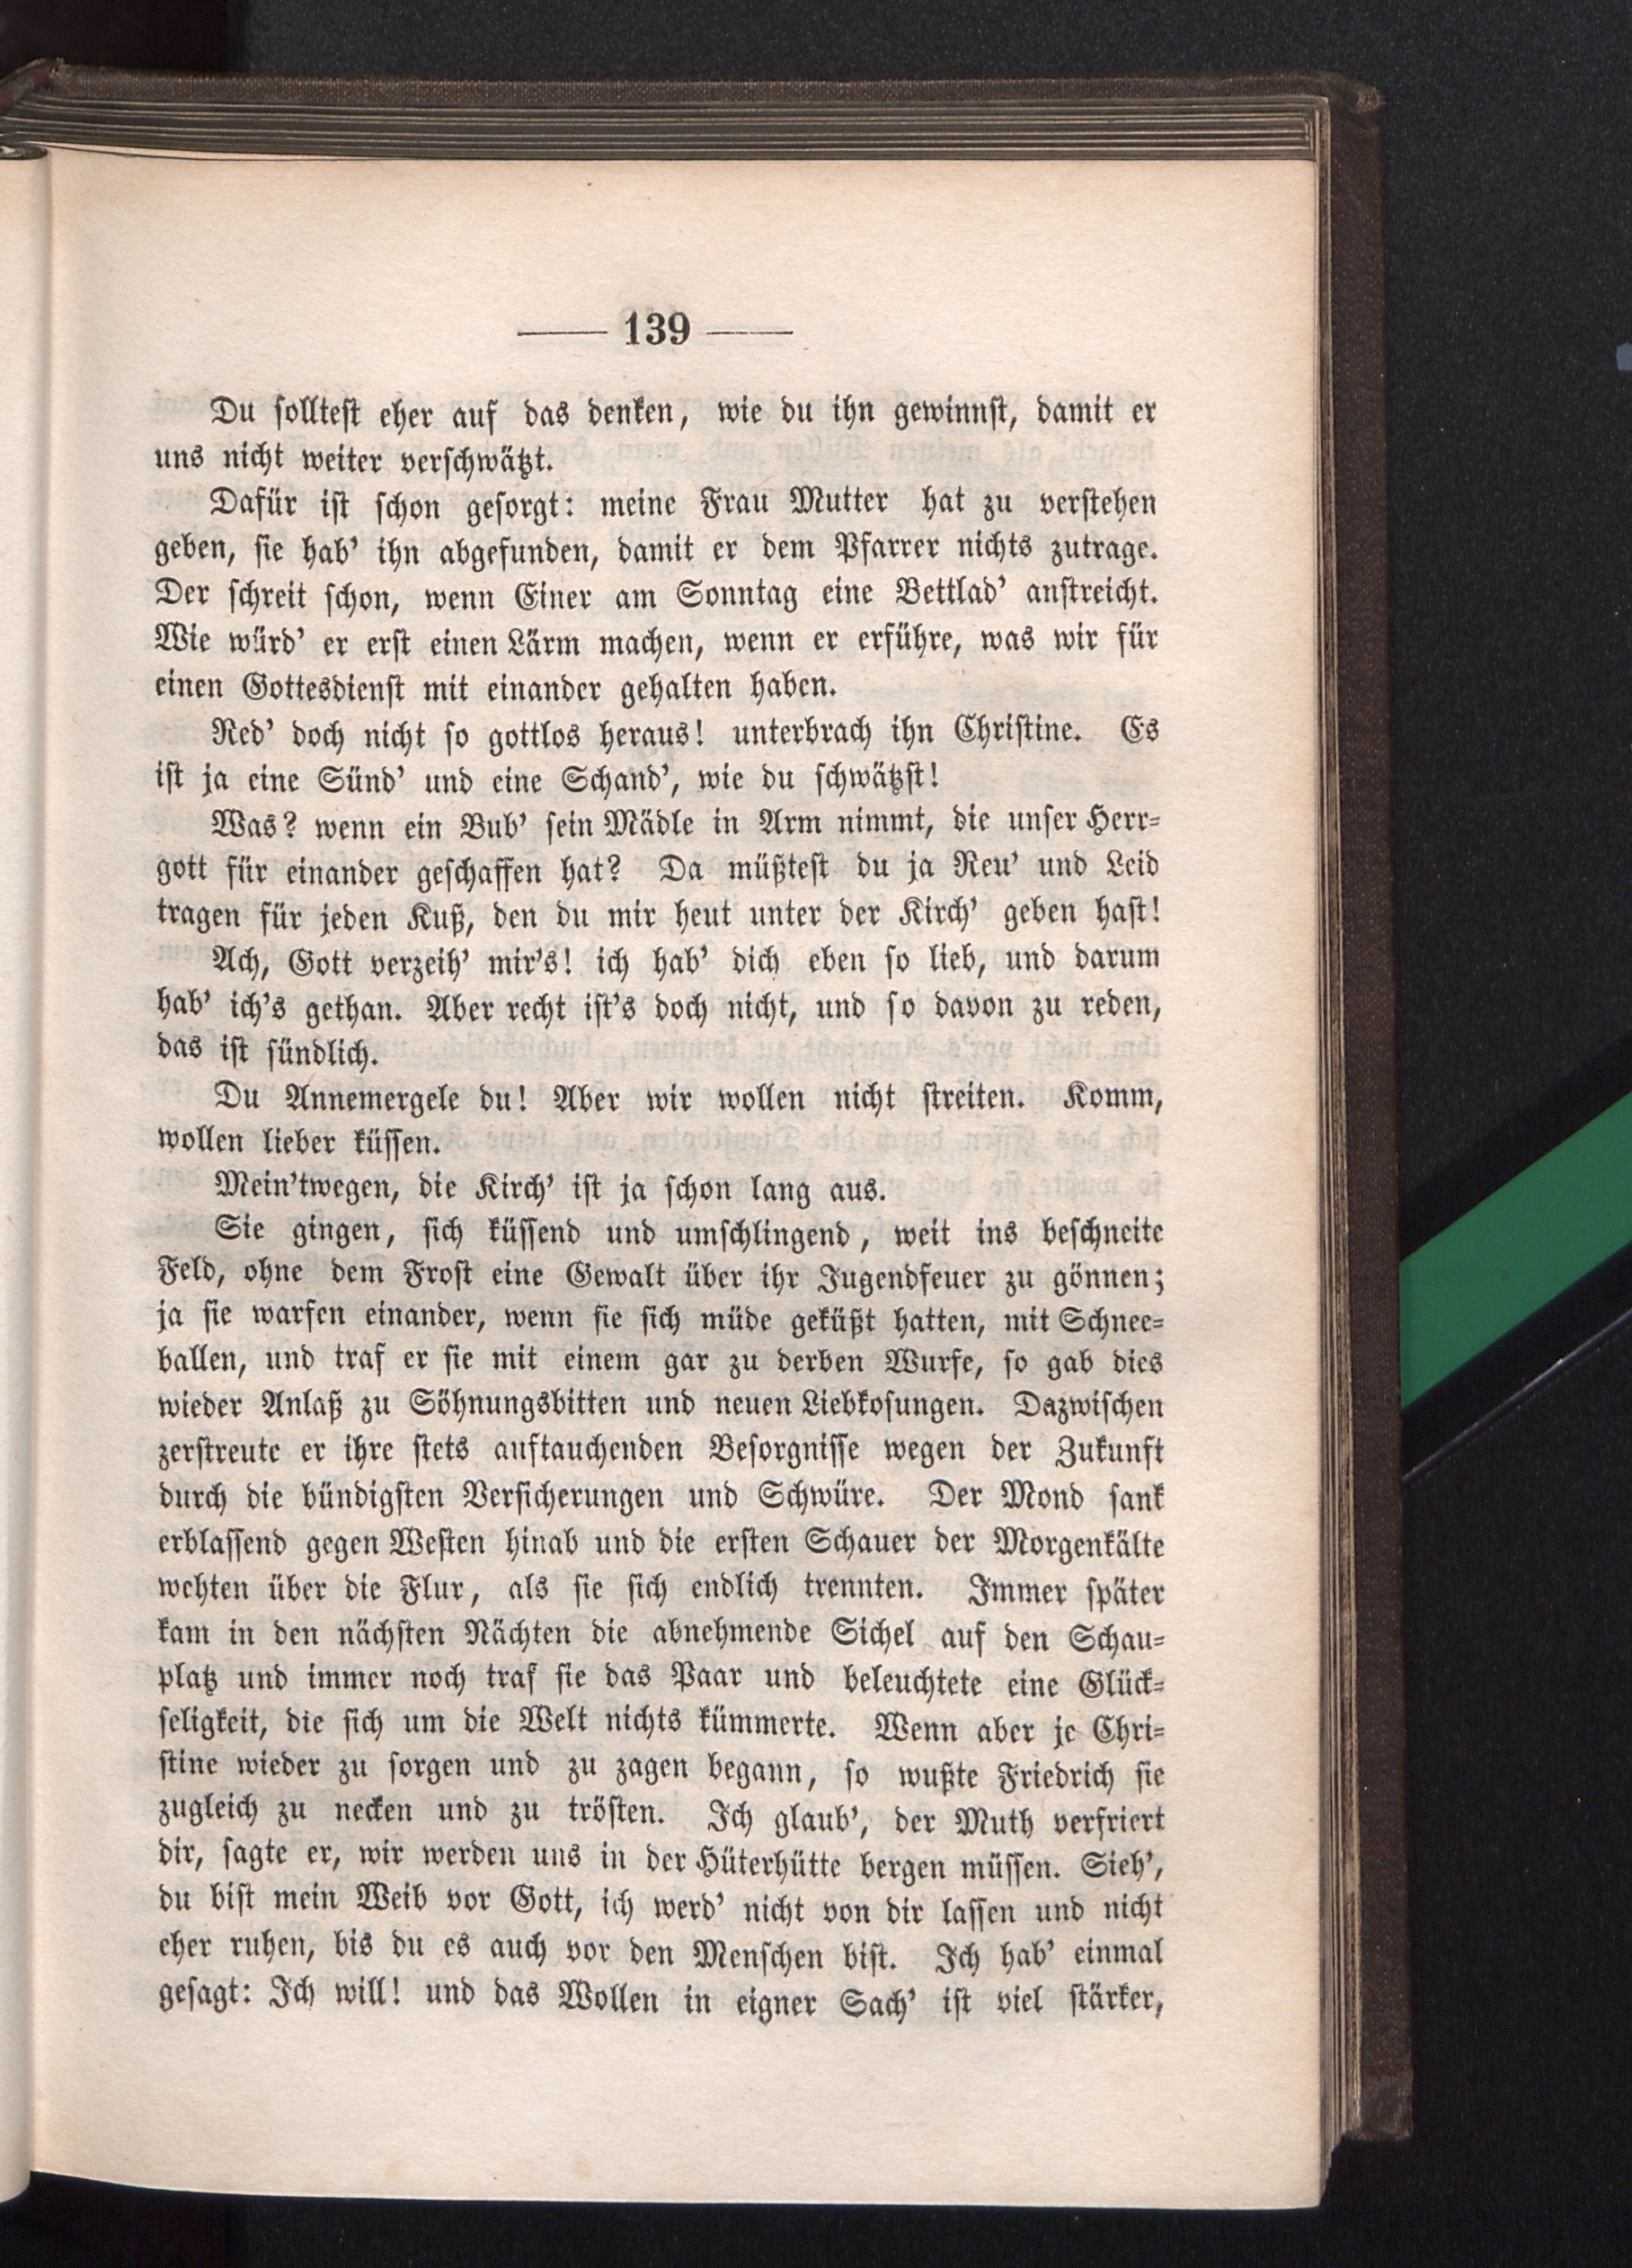 — 139 —
Du solltest eher auf das denken, wie du ihn gewinnst, damit er
uns nicht weiter verschwätzt.
Dafür ist schon gesorgt: meine Frau Mutter hat zu verstehen
geben, sie hab' ihn abgefunden, damit er dem Pfarrer nichts zutrage.
Der schreit schon, wenn Einer am Sonntag eine Bettlad' anstreicht.
Wie würd' er erst einen Lärm machen, wenn er erführe, was wir für
einen Gottesdienst mit einander gehalten haben.
Red' doch nicht so gottlos heraus! unterbrach ihn Christine. Es
ist ja eine Sünd' und eine Schand', wie du schwätzst!
Was? wenn ein Bub' sein Mädle in Arm nimmt, die unser Herr-
gott für einander geschaffen hat? Da müßtest du ja Reu' und Leid
tragen für jeden Kuß, den du mir heut unter der Kirch' geben hast!
Ach, Gott verzeih' mir's! ich hab' dich eben so lieb, und darum
hab' ich's gethan. Aber recht ist's doch nicht, und so davon zu reden,
das ist sündlich.
Du Annemergele du! Aber wir wollen nicht streiten. Komm,
wollen lieber küssen.
Mein'twegen, die Kirch' ist ja schon lang aus.
Sie gingen, sich küssend und umschlingend, weit ins beschneite
Feld, ohne dem Frost eine Gewalt über ihr Jugendfeuer zu gönnen;
ja sie warfen einander, wenn sie sich müde geküßt hatten, mit Schnee-
ballen, und traf er sie mit einem gar zu derben Wurfe, so gab dies
wieder Anlaß zu Söhnungsbitten und neuen Liebkosungen. Dazwischen
zerstreute er ihre stets auftauchenden Besorgnisse wegen der Zukunft
durch die bündigsten Versicherungen und Schwüre. Der Mond sank
erblassend gegen Westen hinab und die ersten Schauer der Morgenkälte
wehten über die Flur, als sie sich endlich trennten. Immer später
kam in den nächsten Nächten die abnehmende Sichel auf den Schau-
platz und immer noch traf sie das Paar und beleuchtete eine Glück-
seligkeit, die sich um die Welt nichts kümmerte. Wenn aber je Chri-
stine wieder zu sorgen und zu zagen begann, so wußte Friedrich sie
zugleich zu necken und zu trösten. Ich glaub', der Muth verfriert
dir, sagte er, wir werden uns in der Hüterhütte bergen müssen. Sieh',
du bist mein Weib vor Gott, ich werd' nicht von dir lassen und nicht
eher ruhen, bis du es auch vor den Menschen bist. Ich hab' einmal
gesagt: Ich will! und das Wollen in eigner Sach' ist viel stärker,